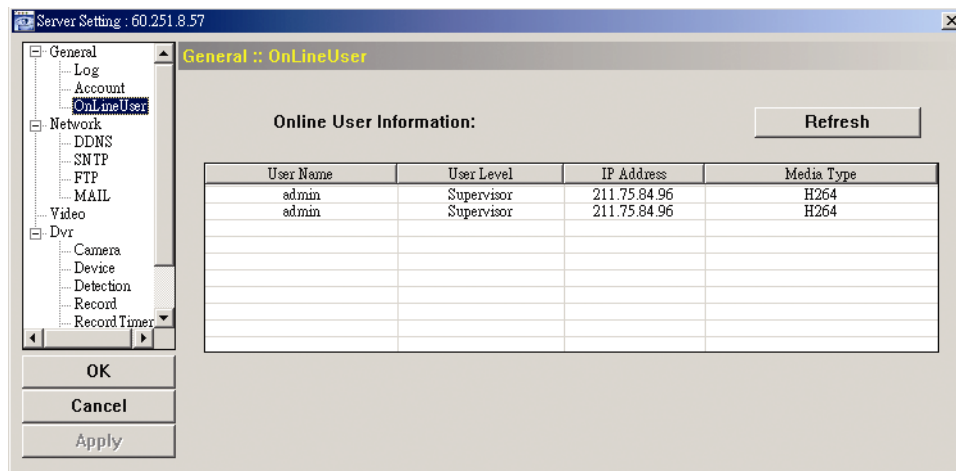 Server Setting : 60.251.8.57
General
Log
Account
OnLineUser
Network
DDNS
SNTP
FTP
MAIL
Video
Dvr
Camera
Device
Detection
Record
Record Timer
OK
Cancel
Apply
General :: OnLineUser
Online User Information:
Refresh
User Name User Level IP Address Media Type
admin Supervisor 211.75.84.96 H264
admin Supervisor 211.75.84.96 H264